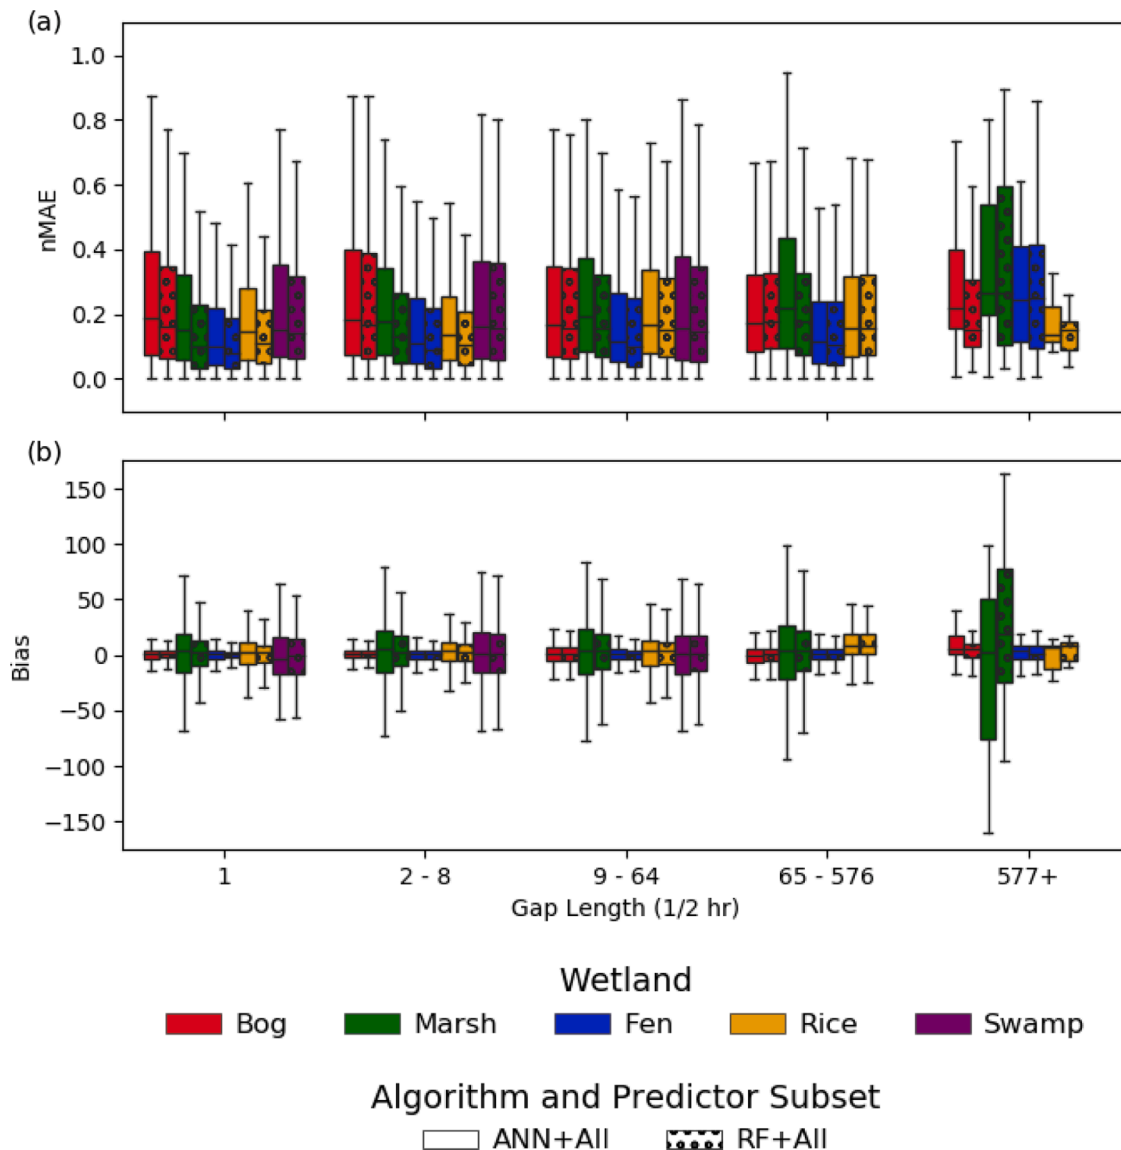 (a)
1.0
0.8
0.6
0.4
0.2
0.0
nMAE
(b)
150
100
50
0
−50
−100
−150
Bias
1 2 - 8 9 - 64 65 - 576 577+
Gap Length (1/2 hr)
Wetland
Bog Marsh Fen Rice Swamp
Algorithm and Predictor Subset
ANN+All RF+All